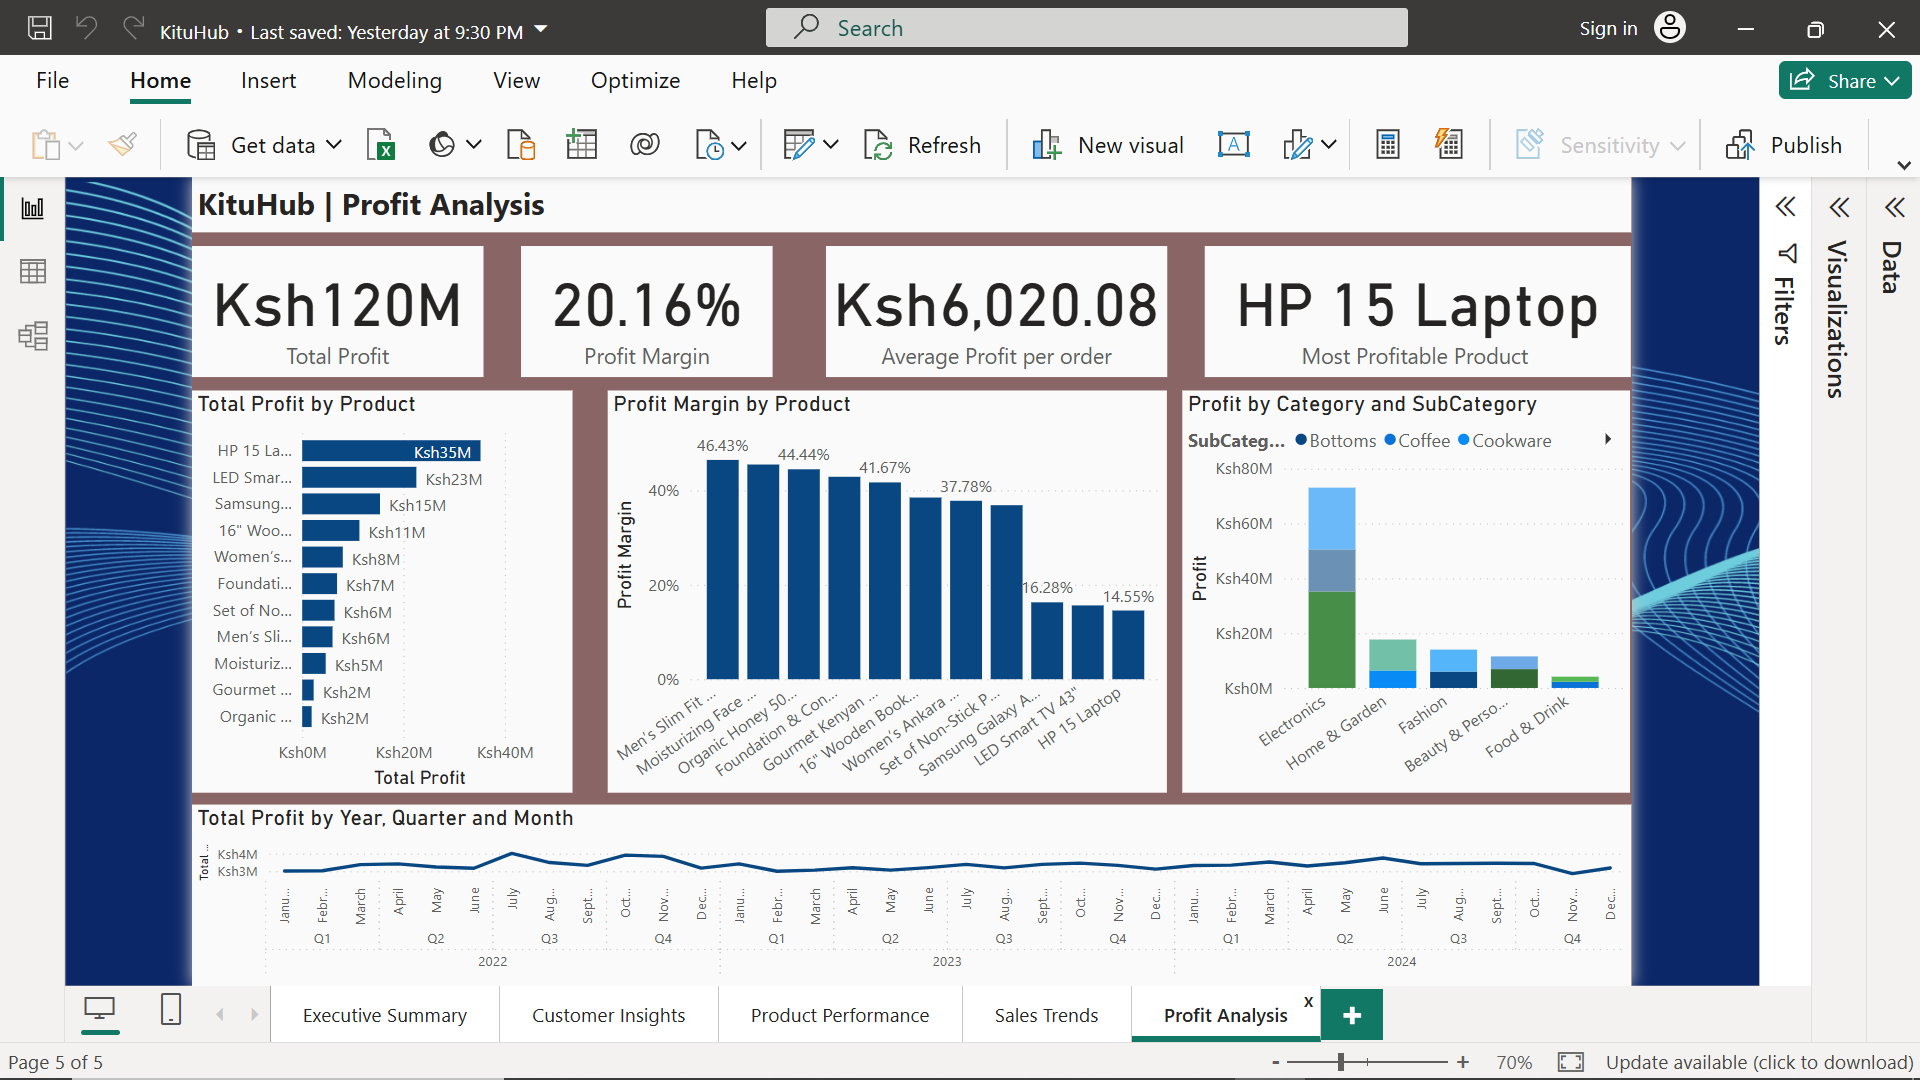 KituHub • Last saved: Yesterday at 9:30 PM
Search
Sign in
File Home Insert Modeling View Optimize Help
Share
Get data
Refresh
New visual
Sensitivity
Publish
KituHub | Profit Analysis
Ksh120M
Total Profit
20.16%
Profit Margin
Ksh6,020.08
Average Profit per order
HP 15 Laptop
Most Profitable Product
Filters
Visualizations
Data
Total Profit by Product
HP 15 La... Ksh35M
LED Smar... Ksh23M
Samsung... Ksh15M
16" Woo... Ksh11M
Women's... Ksh8M
Foundati... Ksh7M
Set of No... Ksh6M
Men's Sli... Ksh6M
Moisturiz... Ksh5M
Gourmet ... Ksh2M
Organic ... Ksh2M
Ksh0M Ksh20M Ksh40M
Total Profit
Profit Margin by Product
Profit Margin
40%
20%
0%
46.43%
44.44%
41.67%
37.78%
16.28%
14.55%
Men's Slim Fit ...
Moisturizing Face ...
Organic Honey 50...
Foundation & Con...
Gourmet Kenyan ...
16" Wooden Book...
Women's Ankara ...
Set of Non-Stick P...
Samsung Galaxy A...
LED Smart TV 43"
HP 15 Laptop
Profit by Category and SubCategory
SubCateg... Bottoms Coffee Cookware
Profit
Ksh80M
Ksh60M
Ksh40M
Ksh20M
Ksh0M
Electronics
Home & Garden
Fashion
Beauty & Perso...
Food & Drink
Total Profit by Year, Quarter and Month
Total ...
Ksh4M
Ksh3M
Janu... Febr... March April May June July Aug... Sept... Oct... Nov... Dec... Janu... Febr... March April May June July Aug... Sept... Oct... Nov... Dec... Janu... Febr... March April May June July Aug... Sept... Oct... Nov... Dec...
Q1 Q2 Q3 Q4 Q1 Q2 Q3 Q4 Q1 Q2 Q3 Q4
2022 2023 2024
Executive Summary Customer Insights Product Performance Sales Trends Profit Analysis x +
Page 5 of 5
- + 70%
Update available (click to download)